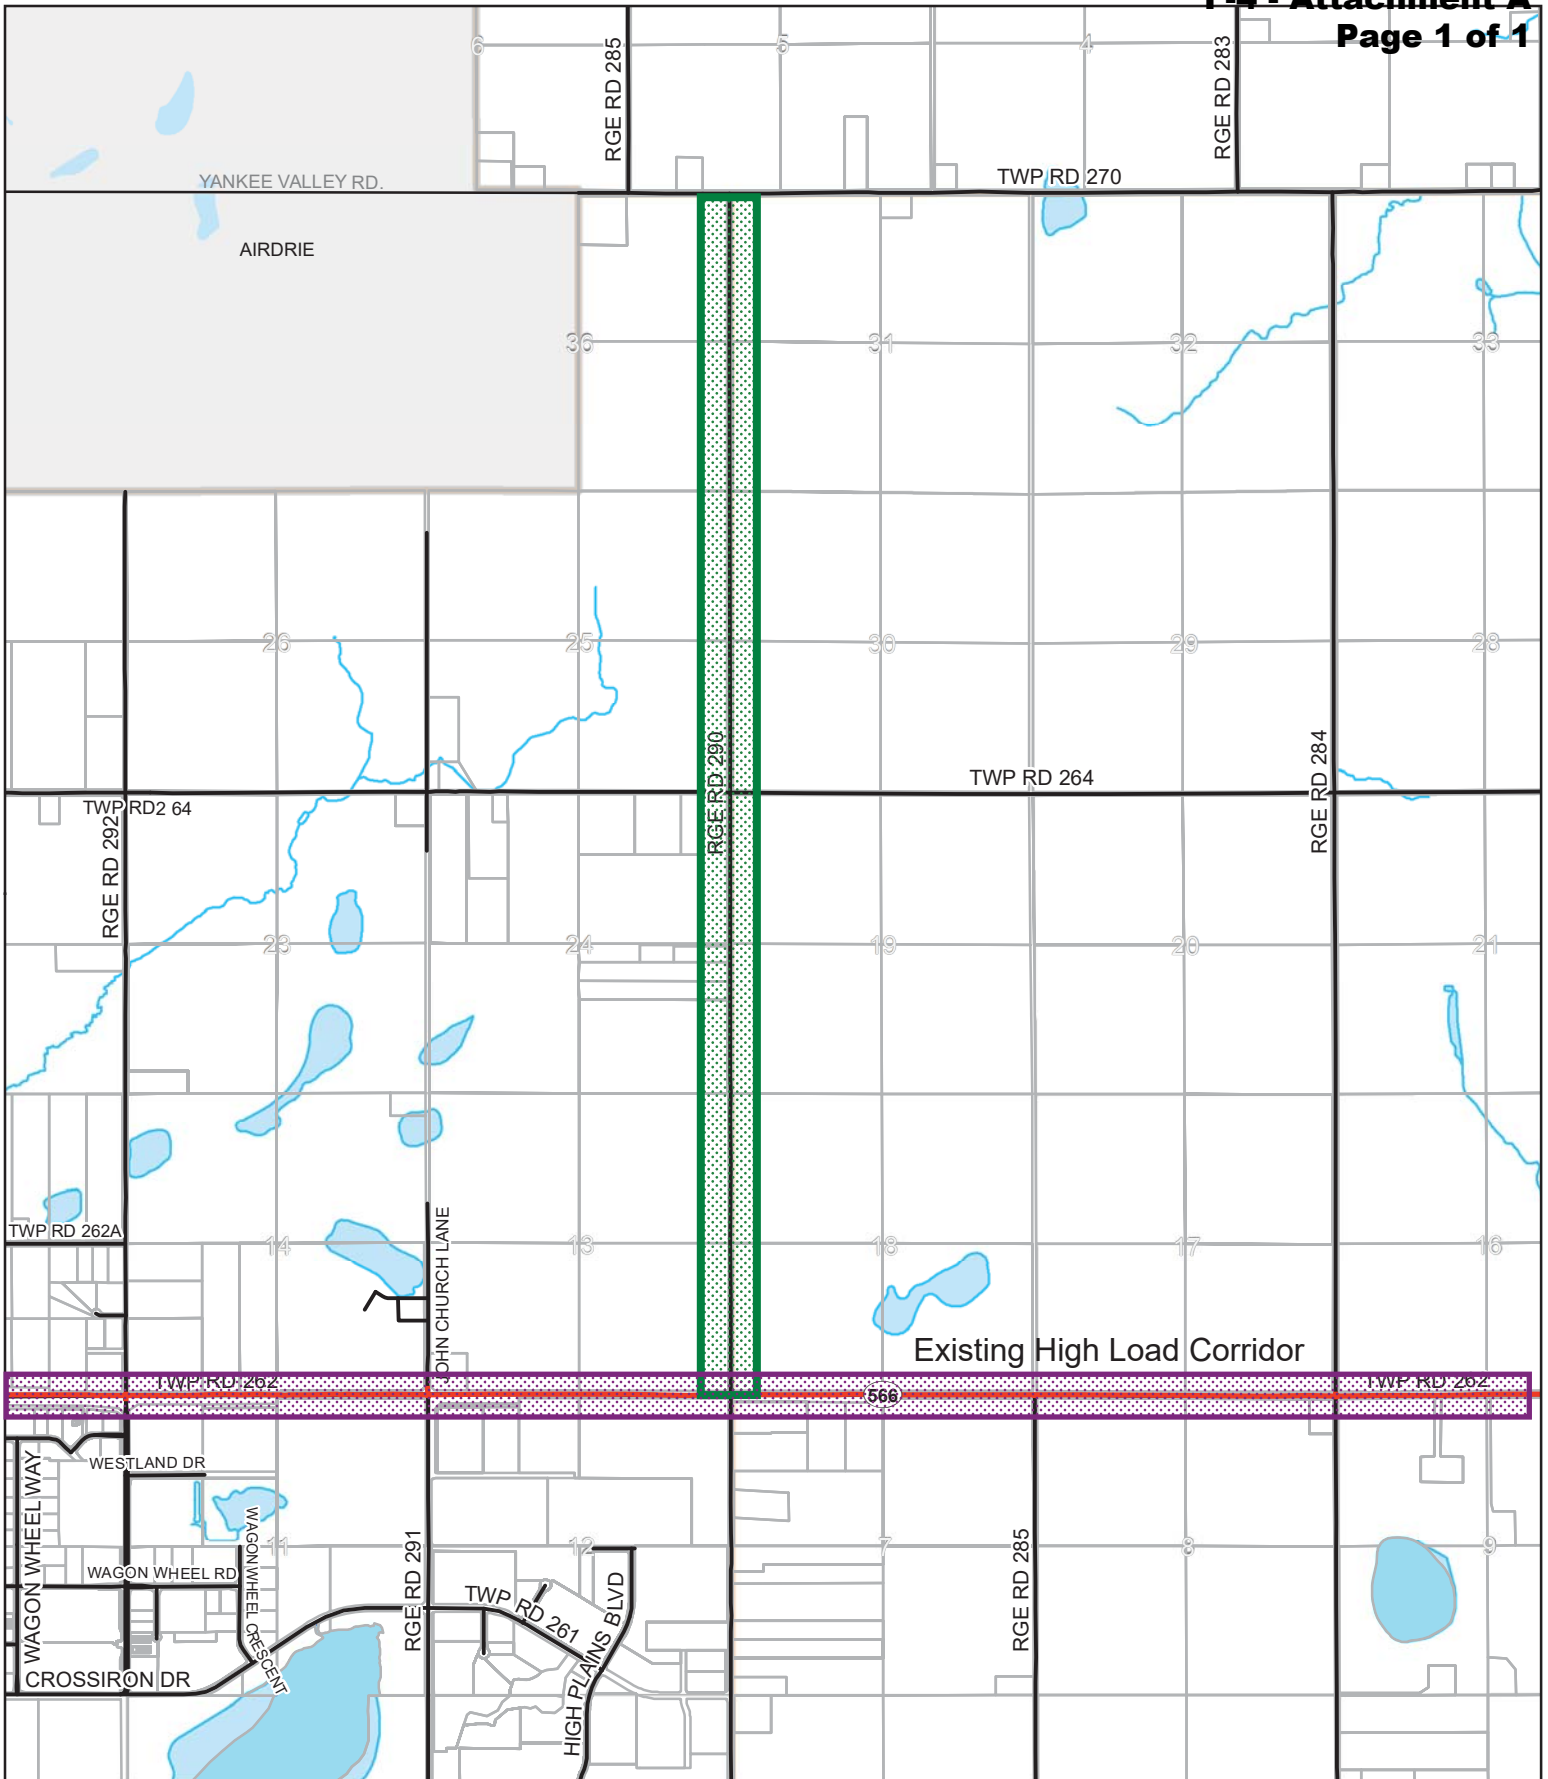 Attachment A
Page 1 of 1
6
5
4
RGE RD 285
RGE RD 283
YANKEE VALLEY RD.
TWP RD 270
AIRDRIE
36
31
32
33
26
25
30
29
28
RGE RD 290
RGE RD 284
TWP RD 264
TWP RD2 64
RGE RD 292
23
24
19
20
21
TWP RD 262A
14
13
18
17
16
JOHN CHURCH LANE
Existing High Load Corridor
TWP RD 262
566
TWP RD 262
WESTLAND DR
WAGON WHEEL WAY
WAGON WHEEL CRESCENT
11
12
7
8
9
RGE RD 291
RGE RD 285
WAGON WHEEL RD
TWP RD 261
HIGH PLAINS BLVD
CROSSIRON DR